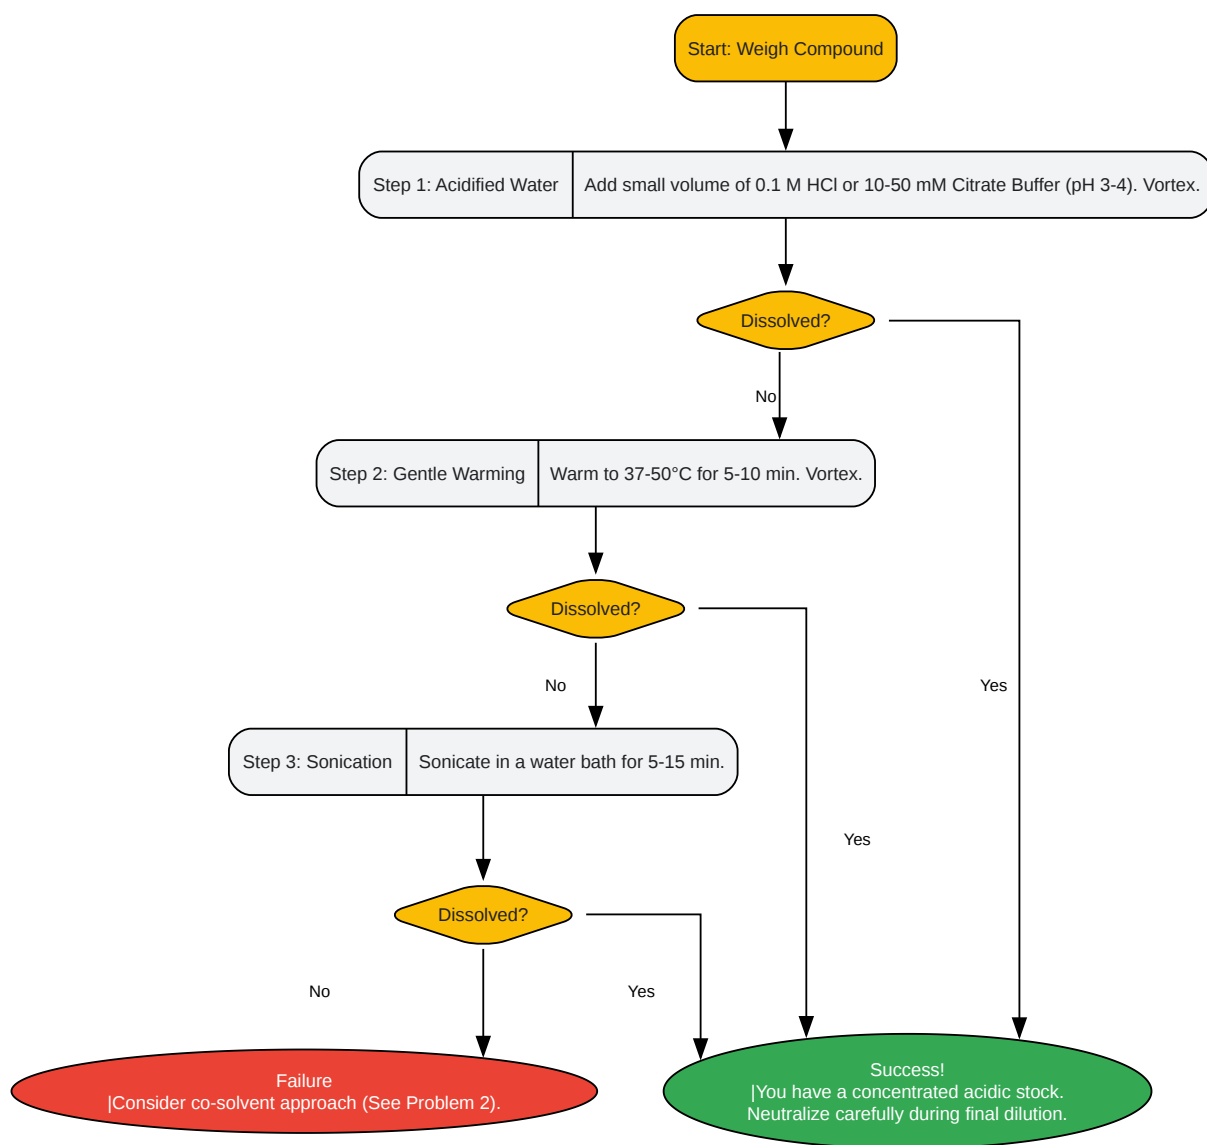 Start: Weigh Compound
Step 1: Acidified Water
Add small volume of 0.1 M HCl or 10-50 mM Citrate Buffer (pH 3-4). Vortex.
Dissolved?
No
Step 2: Gentle Warming
Warm to 37-50°C for 5-10 min. Vortex.
Dissolved?
No
Yes
Step 3: Sonication
Sonicate in a water bath for 5-15 min.
Yes
Dissolved?
No
Yes
Failure
|Consider co-solvent approach (See Problem 2).
Success!
|You have a concentrated acidic stock.
Neutralize carefully during final dilution.